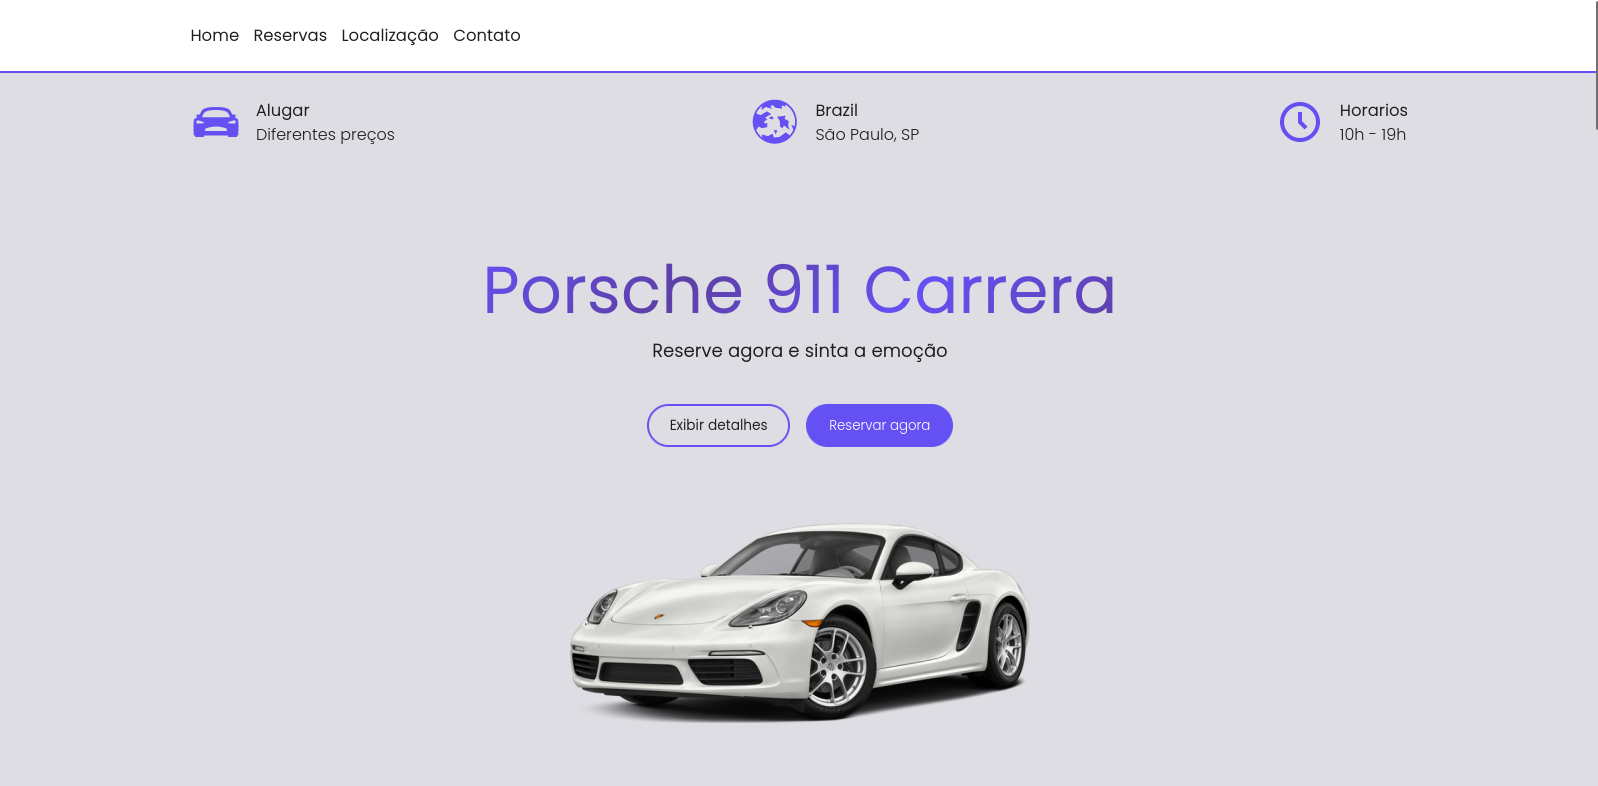 Home Reservas Localização Contato
Alugar
Diferentes preços
Brazil
São Paulo, SP
Horarios
10h - 19h
Porsche 911 Carrera
Reserve agora e sinta a emoção
Exibir detalhes
Reservar agora